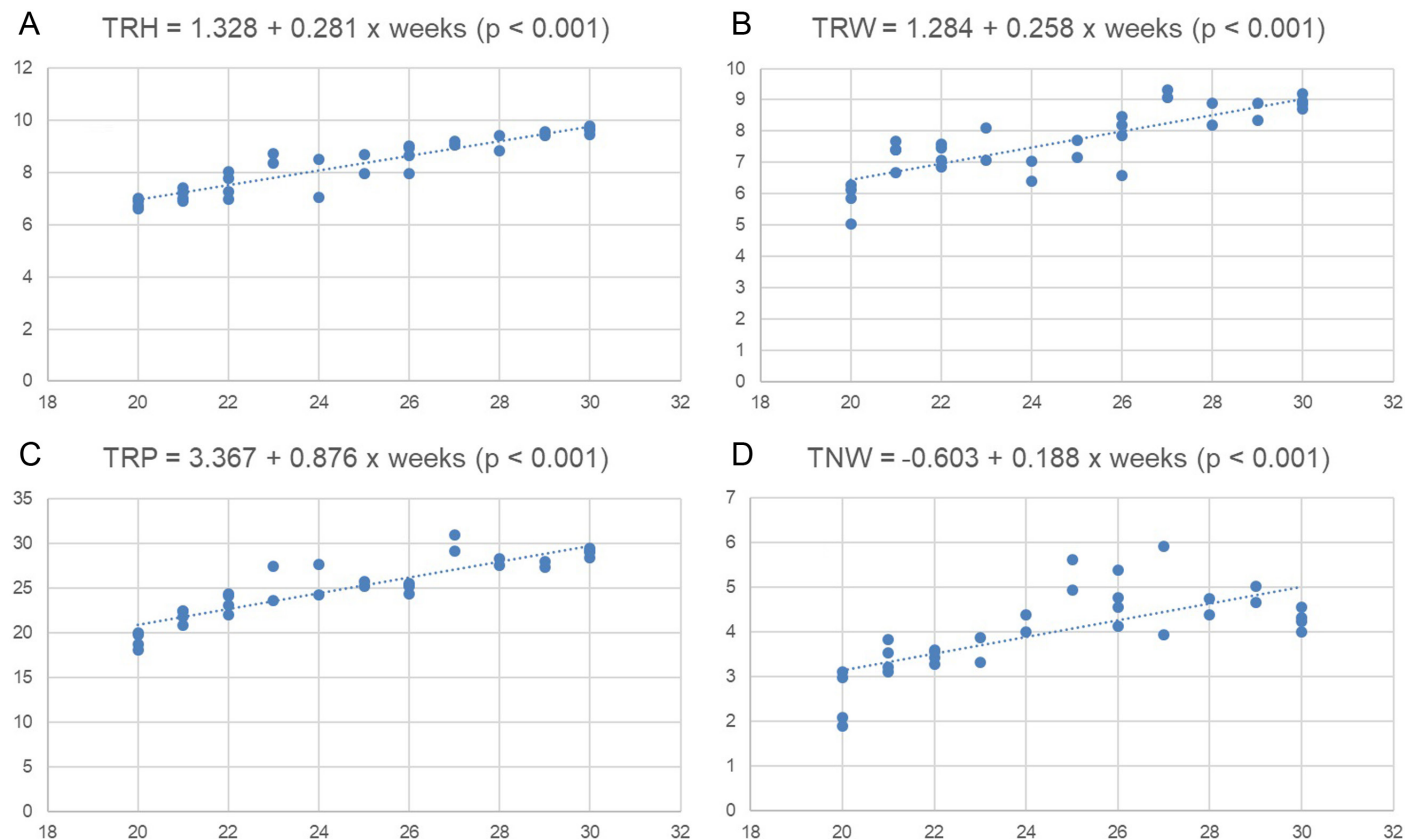 A
TRH = 1.328 + 0.281 x weeks (p < 0.001)
12
10
8
6
4
2
0
18 20 22 24 26 28 30 32
B
TRW = 1.284 + 0.258 x weeks (p < 0.001)
10
9
8
7
6
5
4
3
2
1
0
18 20 22 24 26 28 30 32
C
TRP = 3.367 + 0.876 x weeks (p < 0.001)
35
30
25
20
15
10
5
0
18 20 22 24 26 28 30 32
D
TNW = -0.603 + 0.188 x weeks (p < 0.001)
7
6
5
4
3
2
1
0
18 20 22 24 26 28 30 32